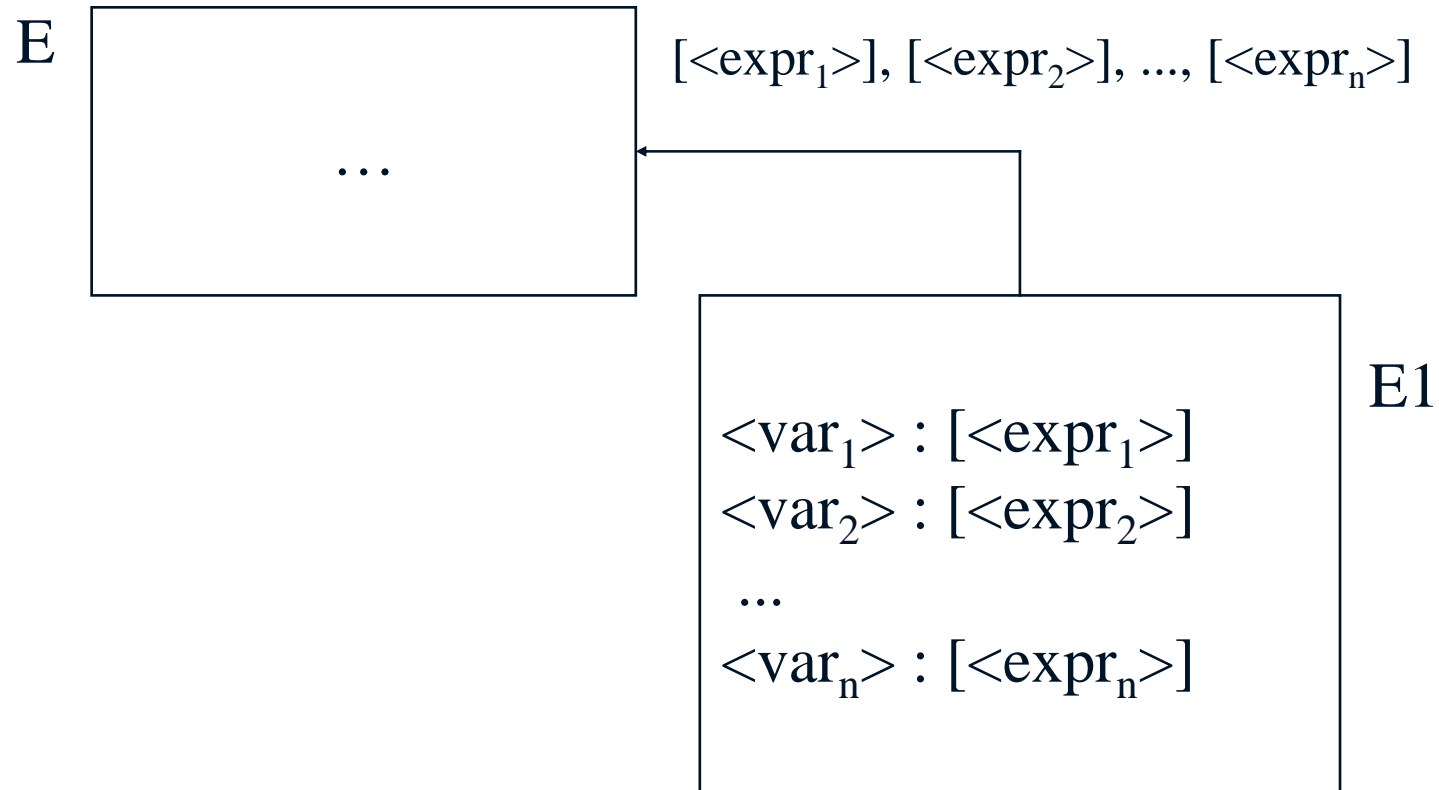 E
[<expr₁>], [<expr₂>], ..., [<exprₙ>]
...
E1
<var₁> : [<expr₁>]
<var₂> : [<expr₂>]
...
<varₙ> : [<exprₙ>]